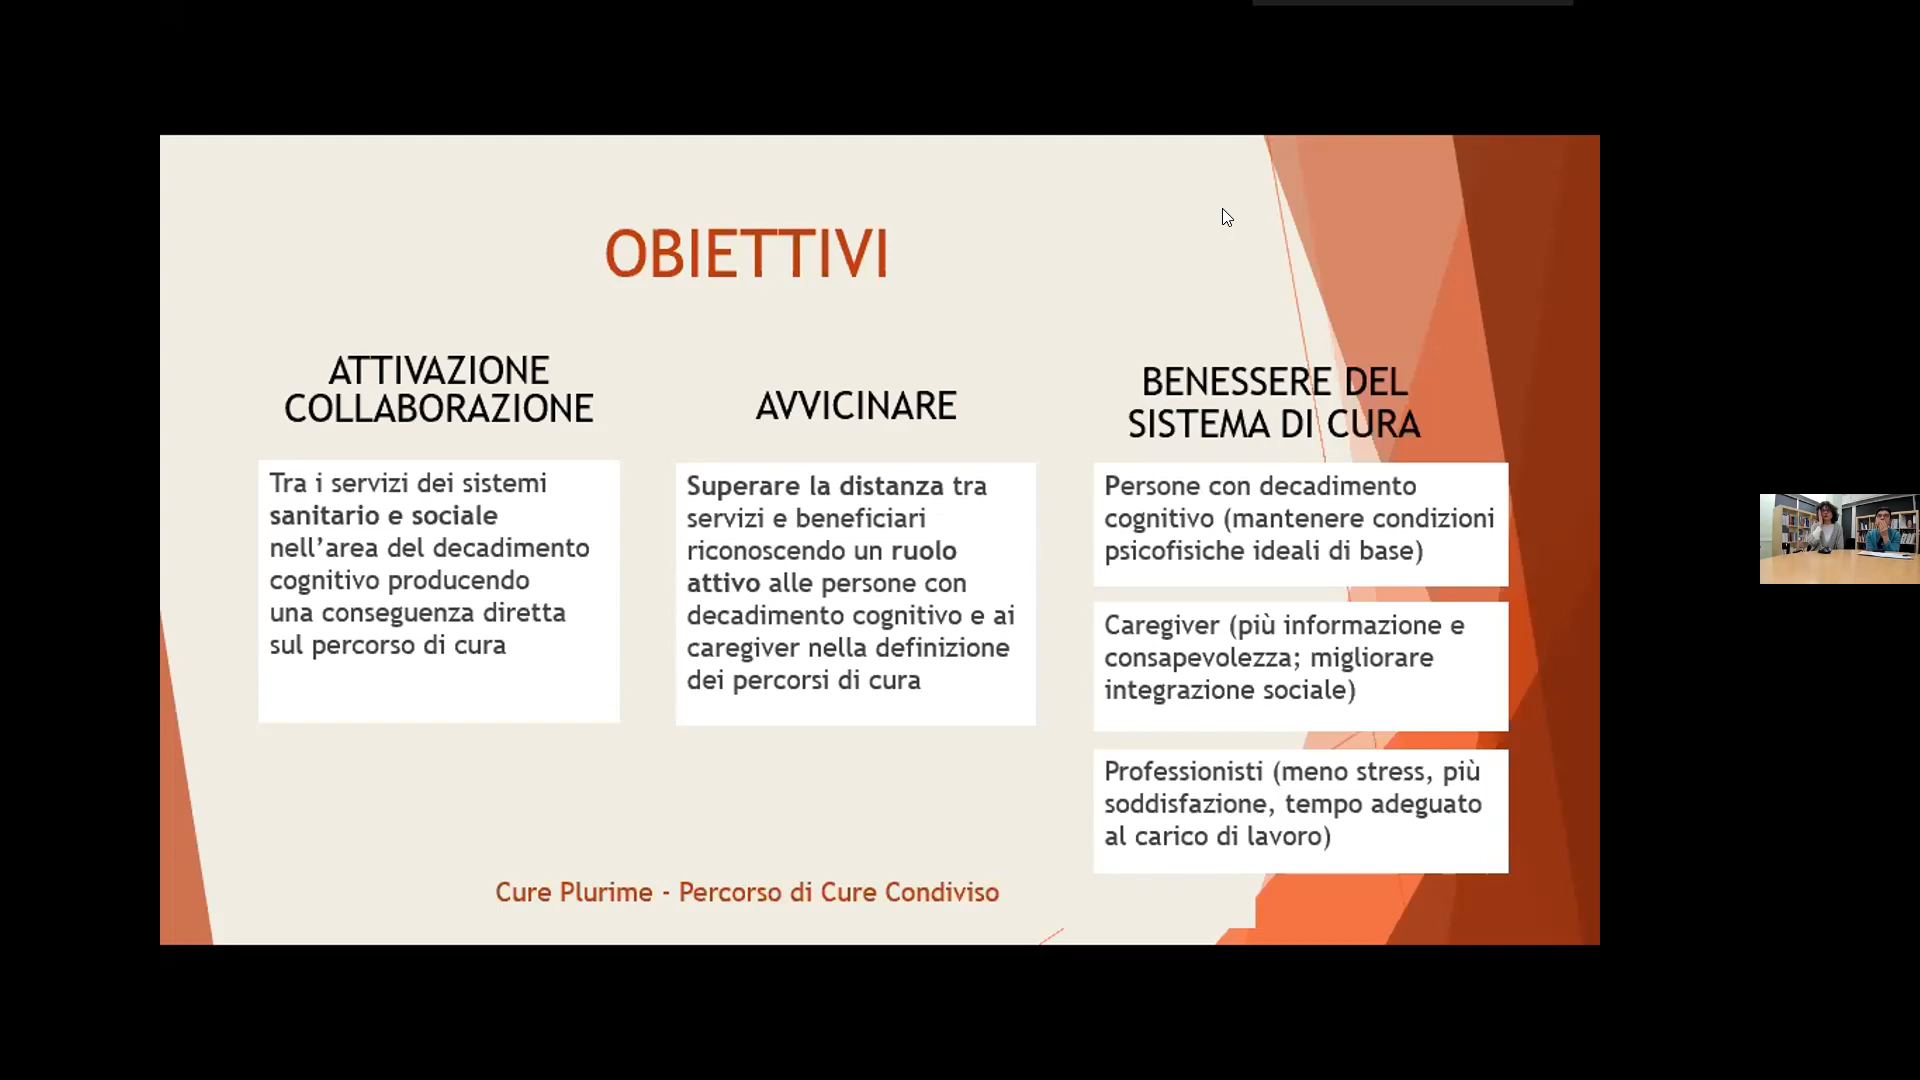 OBIETTIVI
ATTIVAZIONE
COLLABORAZIONE
Tra i servizi dei sistemi
sanitario e sociale
nell’area del decadimento
cognitivo producendo
una conseguenza diretta
sul percorso di cura
AVVICINARE
Superare la distanza tra
servizi e beneficiari
riconoscendo un ruolo
attivo alle persone con
decadimento cognitivo e ai
caregiver nella definizione
dei percorsi di cura
BENESSERE DEL
SISTEMA DI CURA
Persone con decadimento
cognitivo (mantenere condizioni
psicofisiche ideali di base)
Caregiver (più informazione e
consapevolezza; migliorare
integrazione sociale)
Professionisti (meno stress, più
soddisfazione, tempo adeguato
al carico di lavoro)
Cure Plurime - Percorso di Cure Condiviso